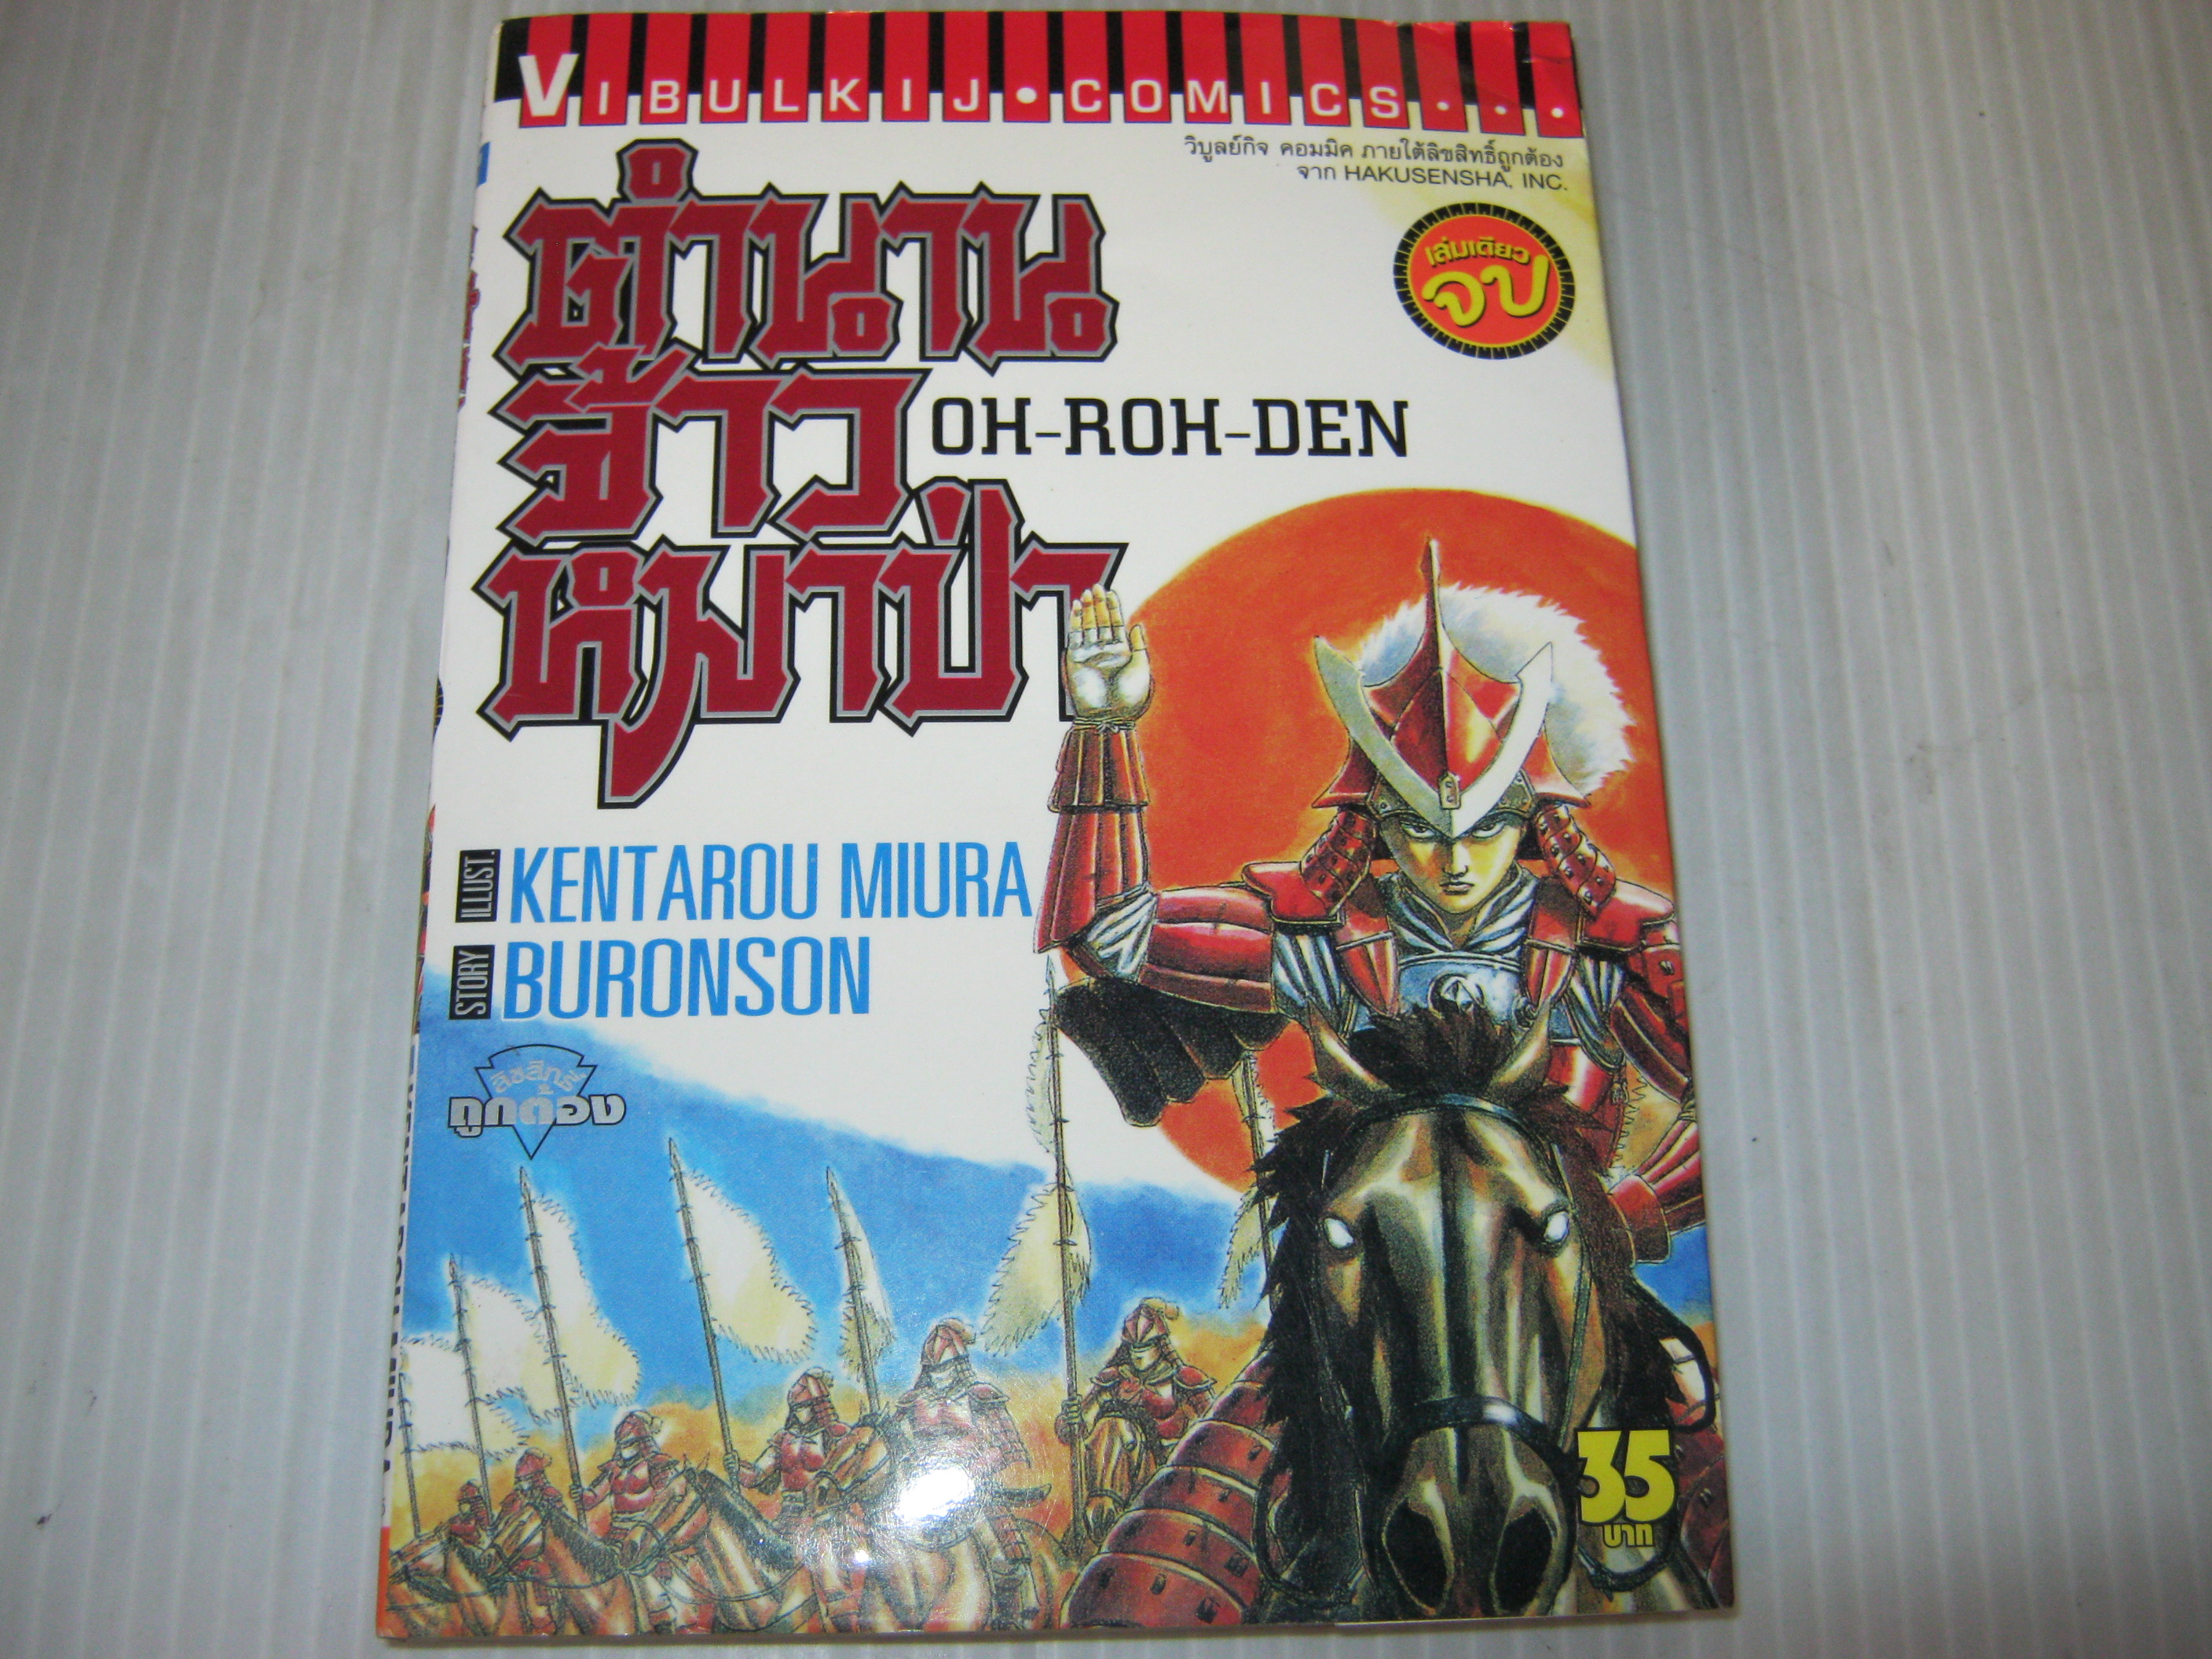 VIBULKIJ•COMICS...
วิบูลย์กิจ คอมมิค ภายใต้ลิขสิทธิ์ถูกต้อง
จาก HAKUSENSHA, INC.
เล่มเดียว
จบ
ตำนาน
จ้าว
OH-ROH-DEN
หมาป่า
ILLUST. KENTAROU MIURA
STORY BURONSON
ลิขสิทธิ์
ถูกต้อง
35
บาท